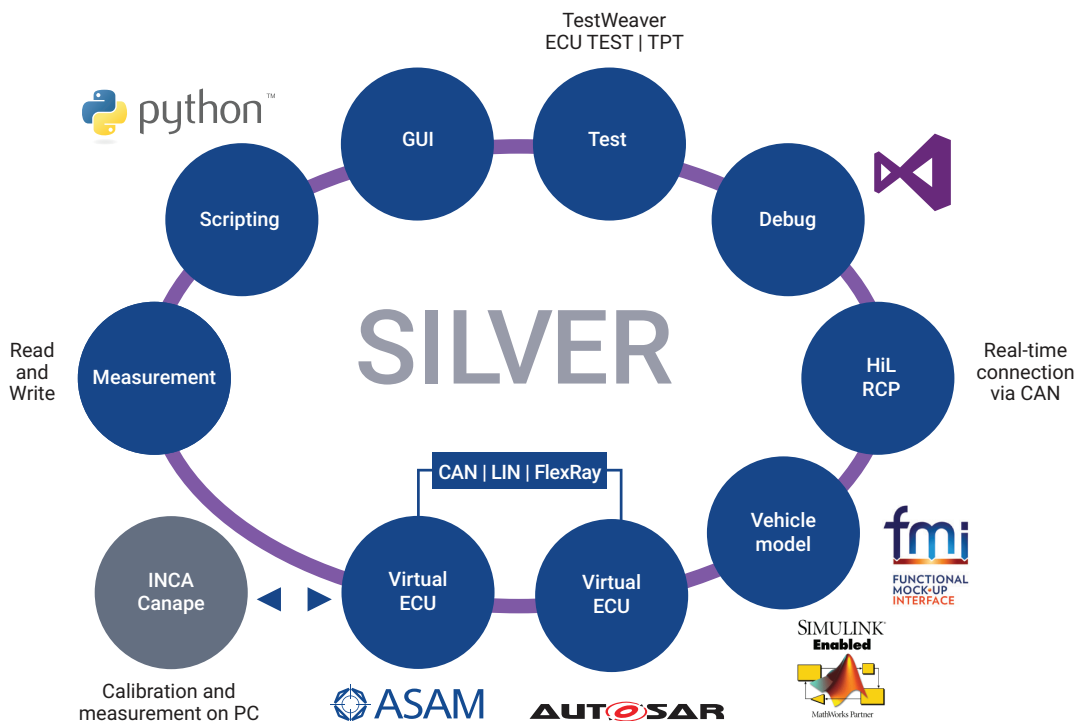 TestWeaver
ECU TEST | TPT
python™
GUI
Test
Scripting
Debug
SILVER
Read
and
Write
Measurement
HiL
RCP
Real-time
connection
via CAN
CAN | LIN | FlexRay
Vehicle
model
fmi
FUNCTIONAL
MOCK-UP
INTERFACE
INCA
Canape
Virtual
ECU
Virtual
ECU
SIMULINK®
Enabled
MathWorks Partner
Calibration and
measurement on PC
ASAM
AUTOSAR